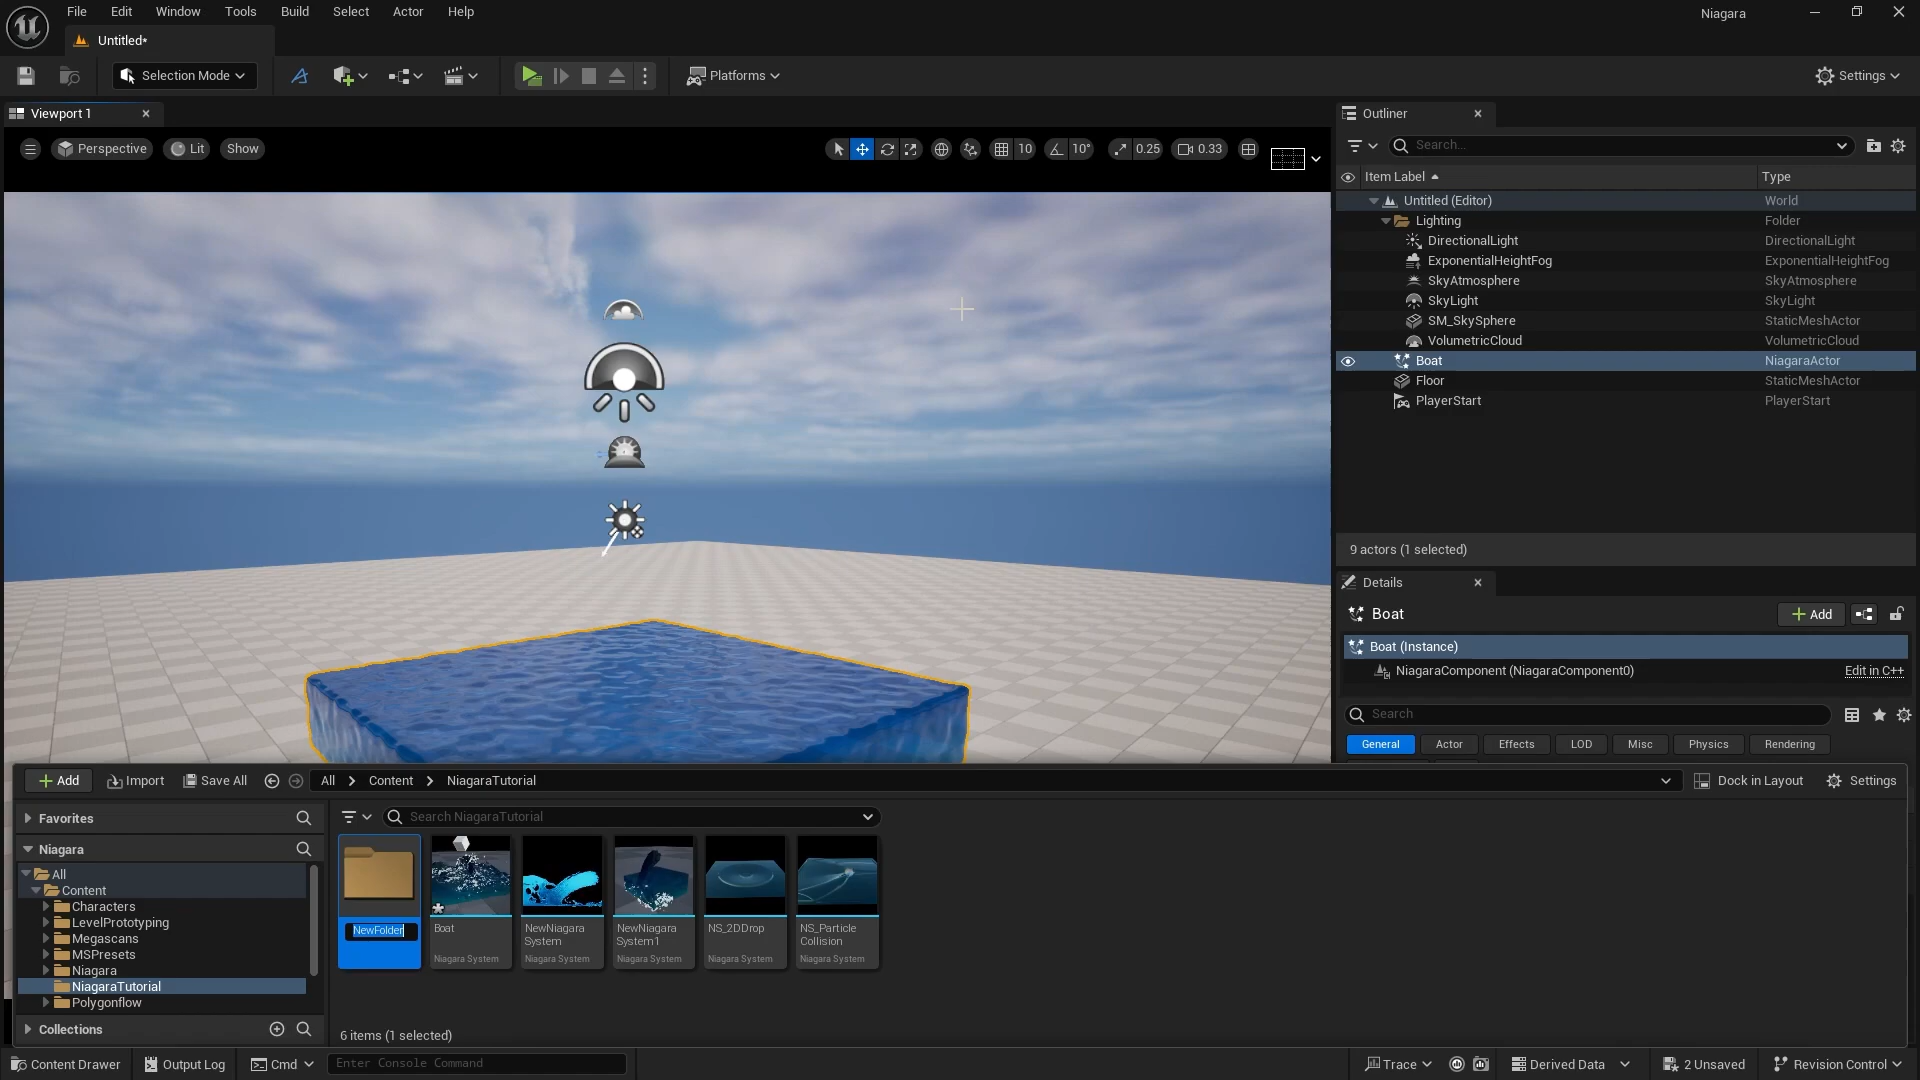 File Edit Window Tools Build Select Actor Help
Niagara
Untitled*
Selection Mode
Platforms
Settings
Viewport 1
Perspective Lit Show
10 10° 0.25 0.33
Outliner
Search...
Item Label Type
Untitled (Editor) World
Lighting Folder
DirectionalLight DirectionalLight
ExponentialHeightFog ExponentialHeightFog
SkyAtmosphere SkyAtmosphere
SkyLight SkyLight
SM_SkySphere StaticMeshActor
VolumetricCloud VolumetricCloud
Boat NiagaraActor
Floor StaticMeshActor
PlayerStart PlayerStart
9 actors (1 selected)
Details
Boat
Add
Boat (Instance)
NiagaraComponent (NiagaraComponent0) Edit in C++
Search
General Actor Effects LOD Misc Physics Rendering
Add Import Save All All Content NiagaraTutorial Dock in Layout Settings
Favorites
Niagara
All
Content
Characters
LevelPrototyping
Megascans
MSPresets
Niagara
NiagaraTutorial
Polygonflow
Collections
Search NiagaraTutorial
NewFolder
Boat
Niagara System
NewNiagara
System
Niagara System
NewNiagara
System1
Niagara System
NS_2DDrop
Niagara System
NS_Particle
Collision
Niagara System
6 items (1 selected)
Content Drawer Output Log Cmd Enter Console Command Trace Derived Data 2 Unsaved Revision Control